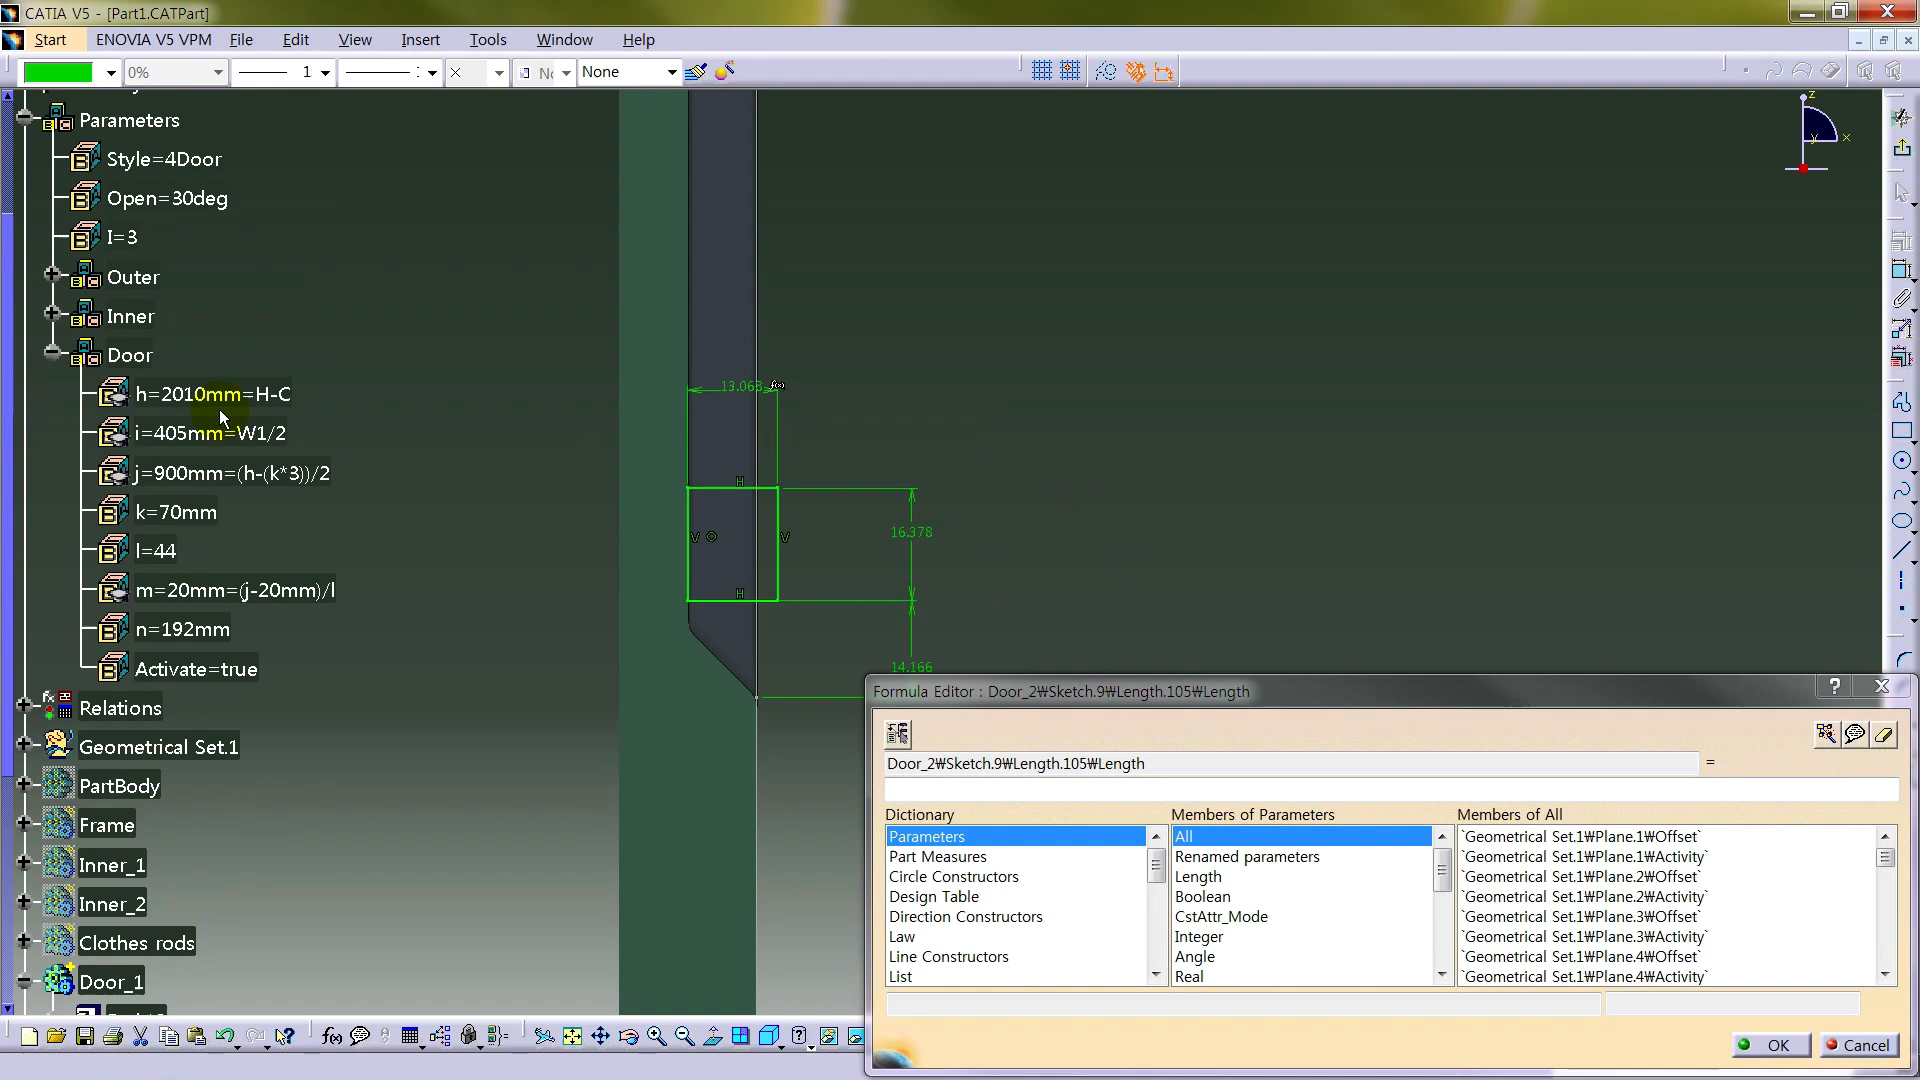 CATIA V5 - [Part1.CATPart]
Start ENOVIA V5 VPM File Edit View Insert Tools Window Help
0% 1 None
Parameters
Style=4Door
Open=30deg
I=3
Outer
Inner
Door
h=2010mm=H-C
i=405mm=W1/2
j=900mm=(h-(k*3))/2
k=70mm
l=44
m=20mm=(j-20mm)/l
n=192mm
Activate=true
Relations
Geometrical Set.1
PartBody
Frame
Inner_1
Inner_2
Clothes rods
Door_1
z
y
x
13.068 f(x)
H
V
V
H
16.378
14.166
Formula Editor : Door_2₩Sketch.9₩Length.105₩Length
Door_2₩Sketch.9₩Length.105₩Length =
Dictionary Members of Parameters Members of All
Parameters All `Geometrical Set.1₩Plane.1₩Offset`
Part Measures Renamed parameters `Geometrical Set.1₩Plane.1₩Activity`
Circle Constructors Length `Geometrical Set.1₩Plane.2₩Offset`
Design Table Boolean `Geometrical Set.1₩Plane.2₩Activity`
Direction Constructors CstAttr_Mode `Geometrical Set.1₩Plane.3₩Offset`
Law Integer `Geometrical Set.1₩Plane.3₩Activity`
Line Constructors Angle `Geometrical Set.1₩Plane.4₩Offset`
List Real `Geometrical Set.1₩Plane.4₩Activity`
OK Cancel